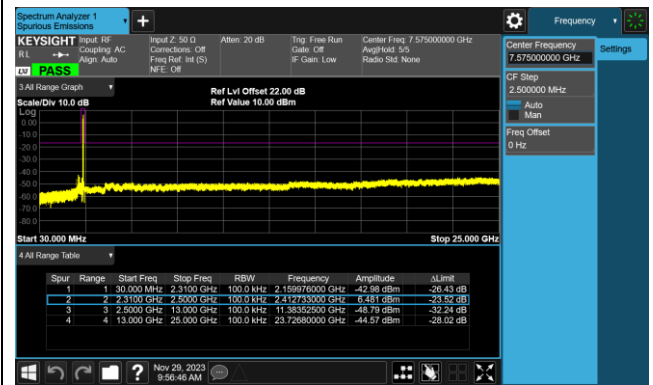 Spectrum Analyzer 1
Spurious Emissions
Frequency
KEYSIGHT Input: RF
R L Coupling: AC
Align: Auto
Input Z: 50 Ω
Corrections: Off
Freq Ref: Int (S)
NFE: Off
Atten: 20 dB
Trig: Free Run
Gate: Off
IF Gain: Low
Center Freq: 7.575000000 GHz
Avg|Hold: 5/5
Radio Std: None
LXI PASS
3 All Range Graph
Scale/Div 10.0 dB
Ref Lvl Offset 22.00 dB
Ref Value 10.00 dBm
Log
0.00
-10.0
-20.0
-30.0
-40.0
-50.0
-60.0
-70.0
-80.0
Start 30.000 MHz
Stop 25.000 GHz
4 All Range Table
Spur Range Start Freq Stop Freq RBW Frequency Amplitude ΔLimit
1 1 30.000 MHz 2.3100 GHz 100.0 kHz 2.159976000 GHz -42.98 dBm -26.43 dB
2 2 2.3100 GHz 2.5000 GHz 100.0 kHz 2.412733000 GHz 6.481 dBm -23.52 dB
3 3 2.5000 GHz 13.000 GHz 100.0 kHz 11.38352500 GHz -48.79 dBm -32.24 dB
4 4 13.000 GHz 25.000 GHz 100.0 kHz 23.72680000 GHz -44.57 dBm -28.02 dB
Center Frequency
7.575000000 GHz
Settings
CF Step
2.500000 MHz
Auto
Man
Freq Offset
0 Hz
?
Nov 29, 2023
9:56:46 AM